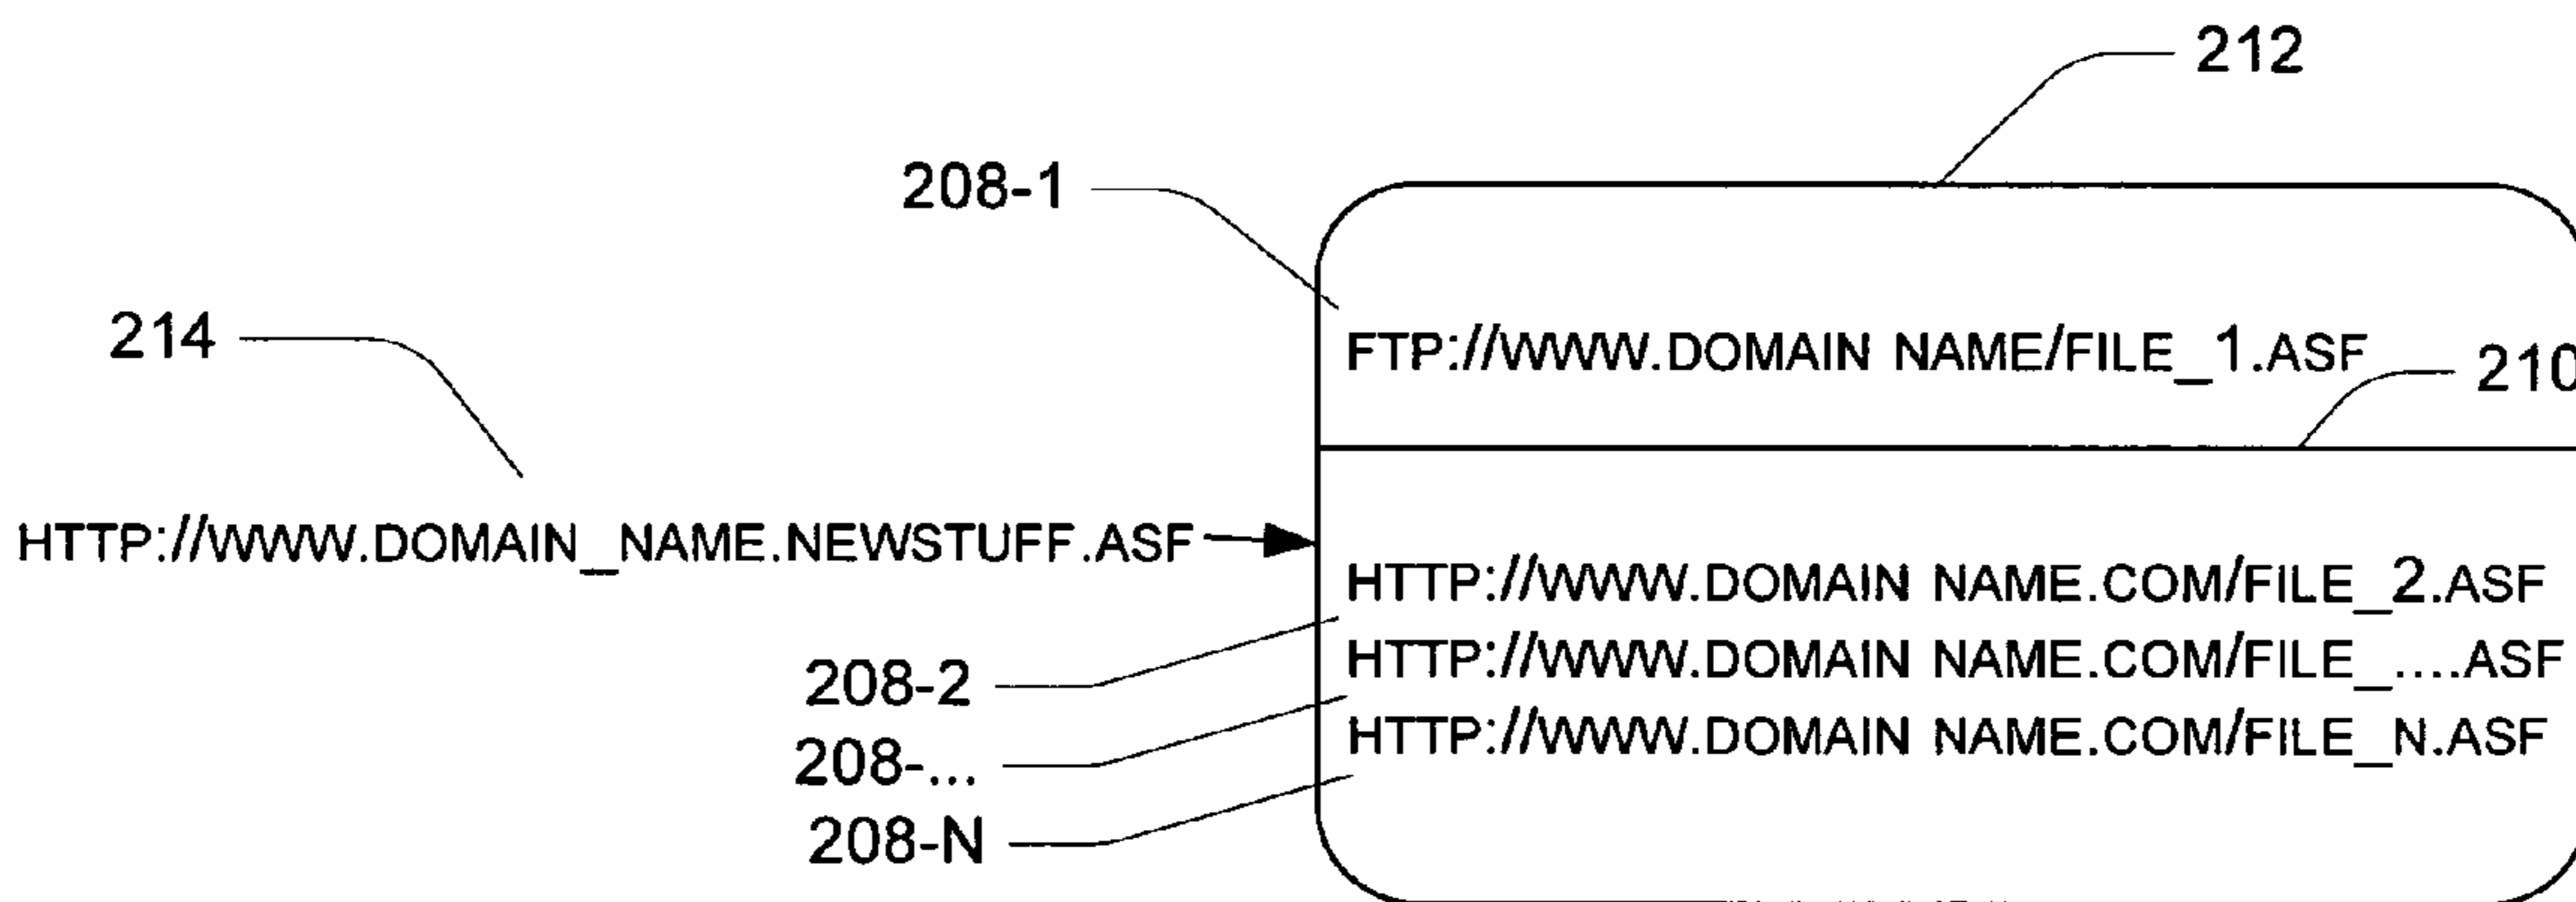 212
208-1
214
FTP://WWW.DOMAIN NAME/FILE_1.ASF
210
HTTP://WWW.DOMAIN_NAME.NEWSTUFF.ASF
HTTP://WWW.DOMAIN NAME.COM/FILE_2.ASF
HTTP://WWW.DOMAIN NAME.COM/FILE_....ASF
HTTP://WWW.DOMAIN NAME.COM/FILE_N.ASF
208-2
208-...
208-N